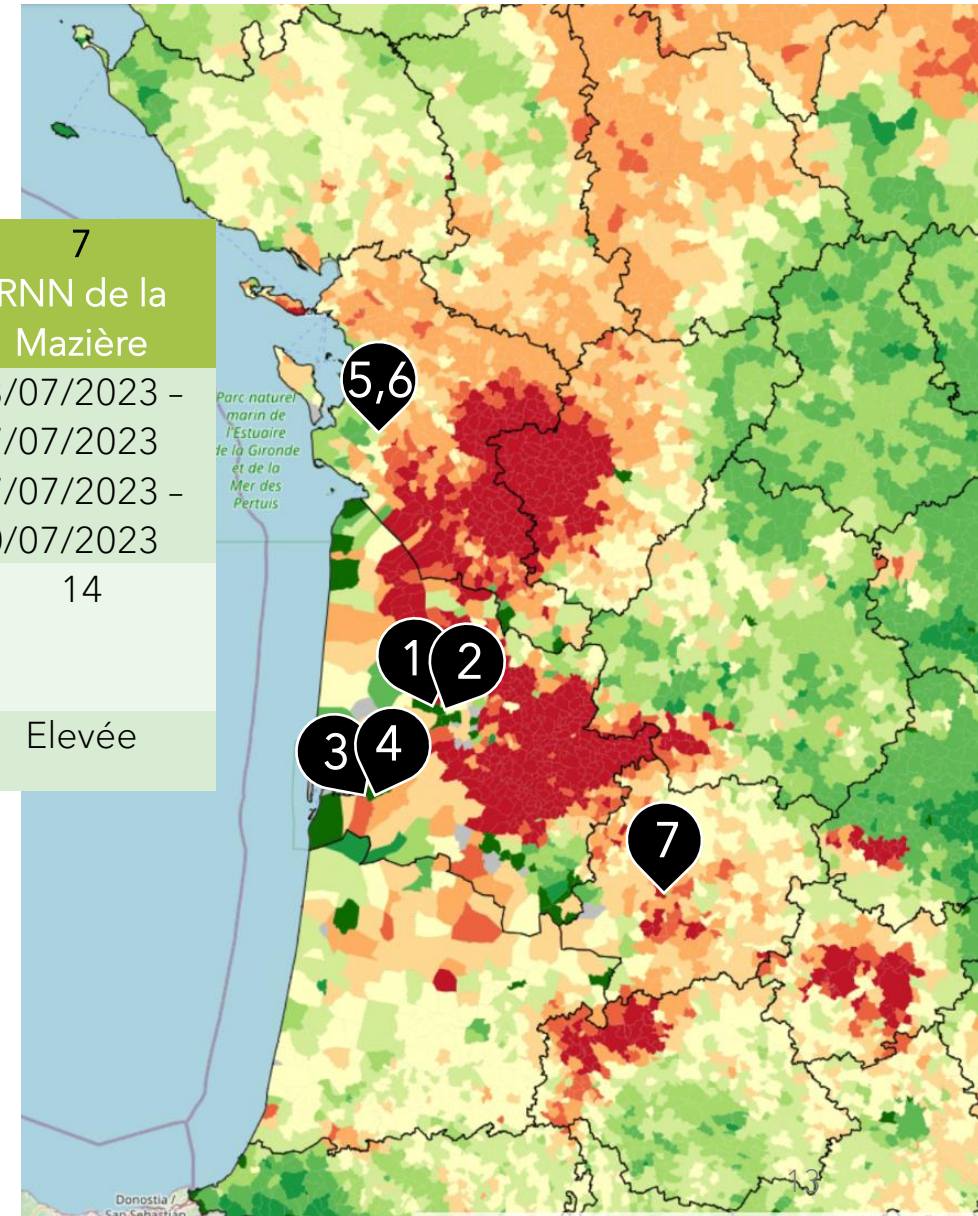 7
RNN de la
Mazière
/07/2023 –
/07/2023
/07/2023 –
/07/2023
14
Elevée
5,6
Parc naturel
marin de
l'Estuaire
de la Gironde
et de la
Mer des
Pertuis
1
2
3
4
7
Donostia /
San Sebastián
13